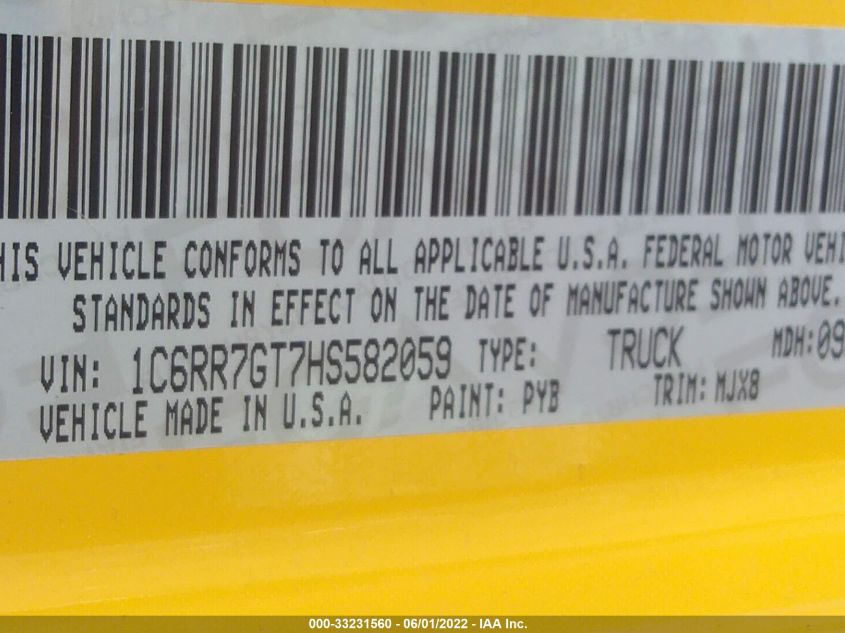 HIS VEHICLE CONFORMS TO ALL APPLICABLE U.S.A. FEDERAL MOTOR VEHI
STANDARDS IN EFFECT ON THE DATE OF MANUFACTURE SHOWN ABOVE.
VIN: 1C6RR7GT7HS582059 TYPE: TRUCK MDH:09
VEHICLE MADE IN U.S.A. PAINT: PYB TRIM: MJX8
000-33231560 - 06/01/2022 - IAA Inc.